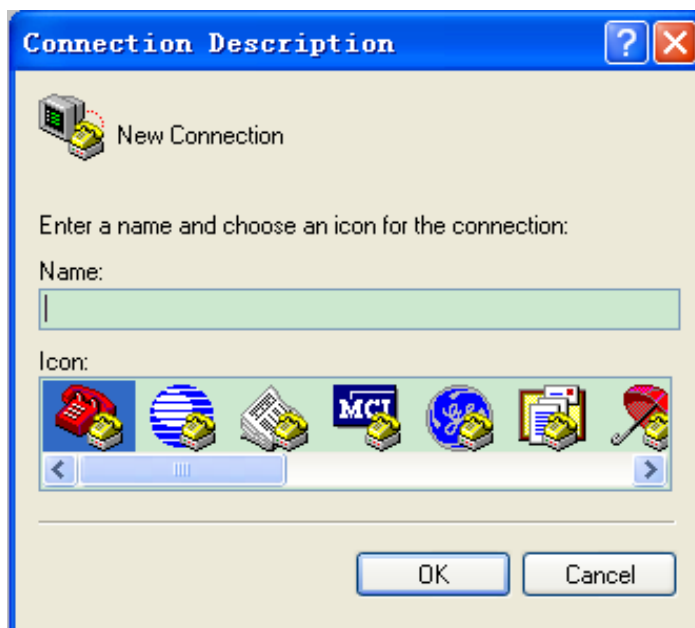 Connection Description
New Connection
Enter a name and choose an icon for the connection:
Name:
Icon:
MCI
OK Cancel